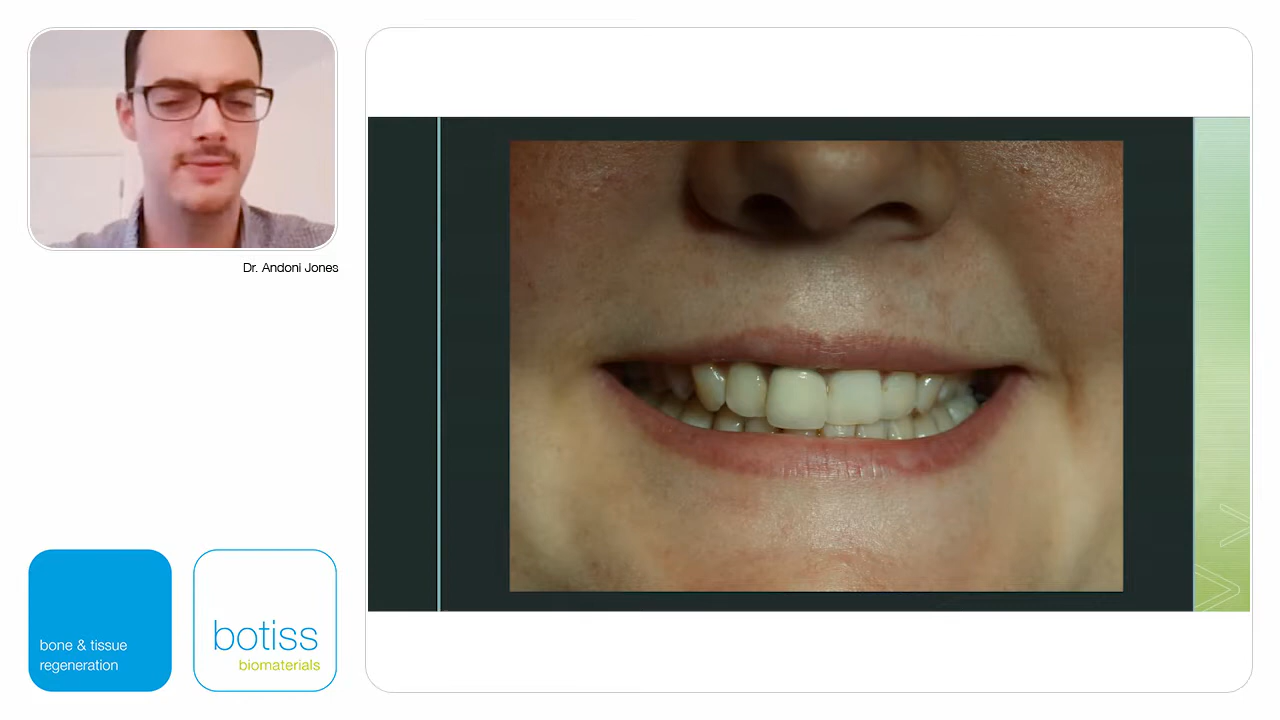 Dr. Andoni Jones
bone & tissue
regeneration
botiss
biomaterials